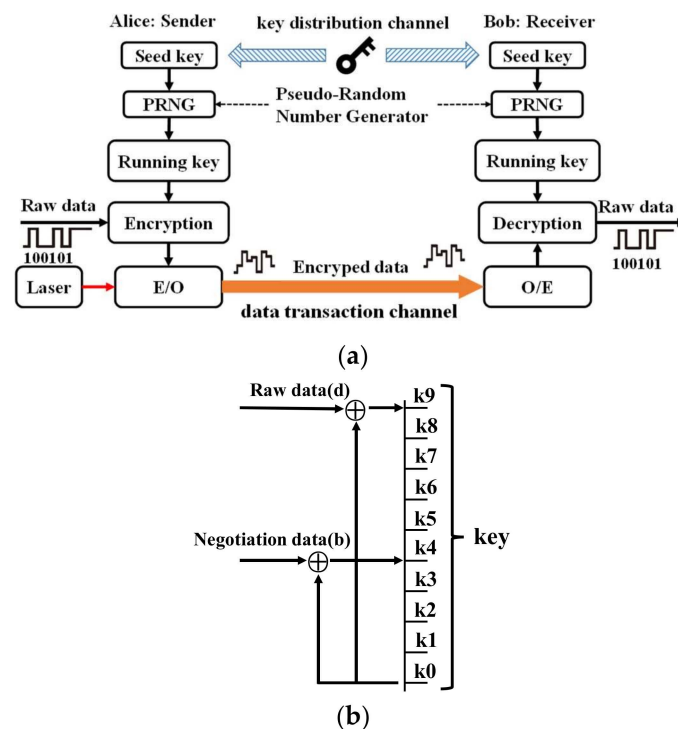 Alice: Sender
key distribution channel
Bob: Receiver
Seed key
Seed key
PRNG
Pseudo-Random
Number Generator
PRNG
Running key
Running key
Raw data
Encryption
Decryption
Raw data
100101
100101
Laser
E/O
Encryped data
O/E
data transaction channel
(a)
Raw data(d)
k9
k8
k7
k6
k5
Negotiation data(b)
k4
key
k3
k2
k1
k0
(b)